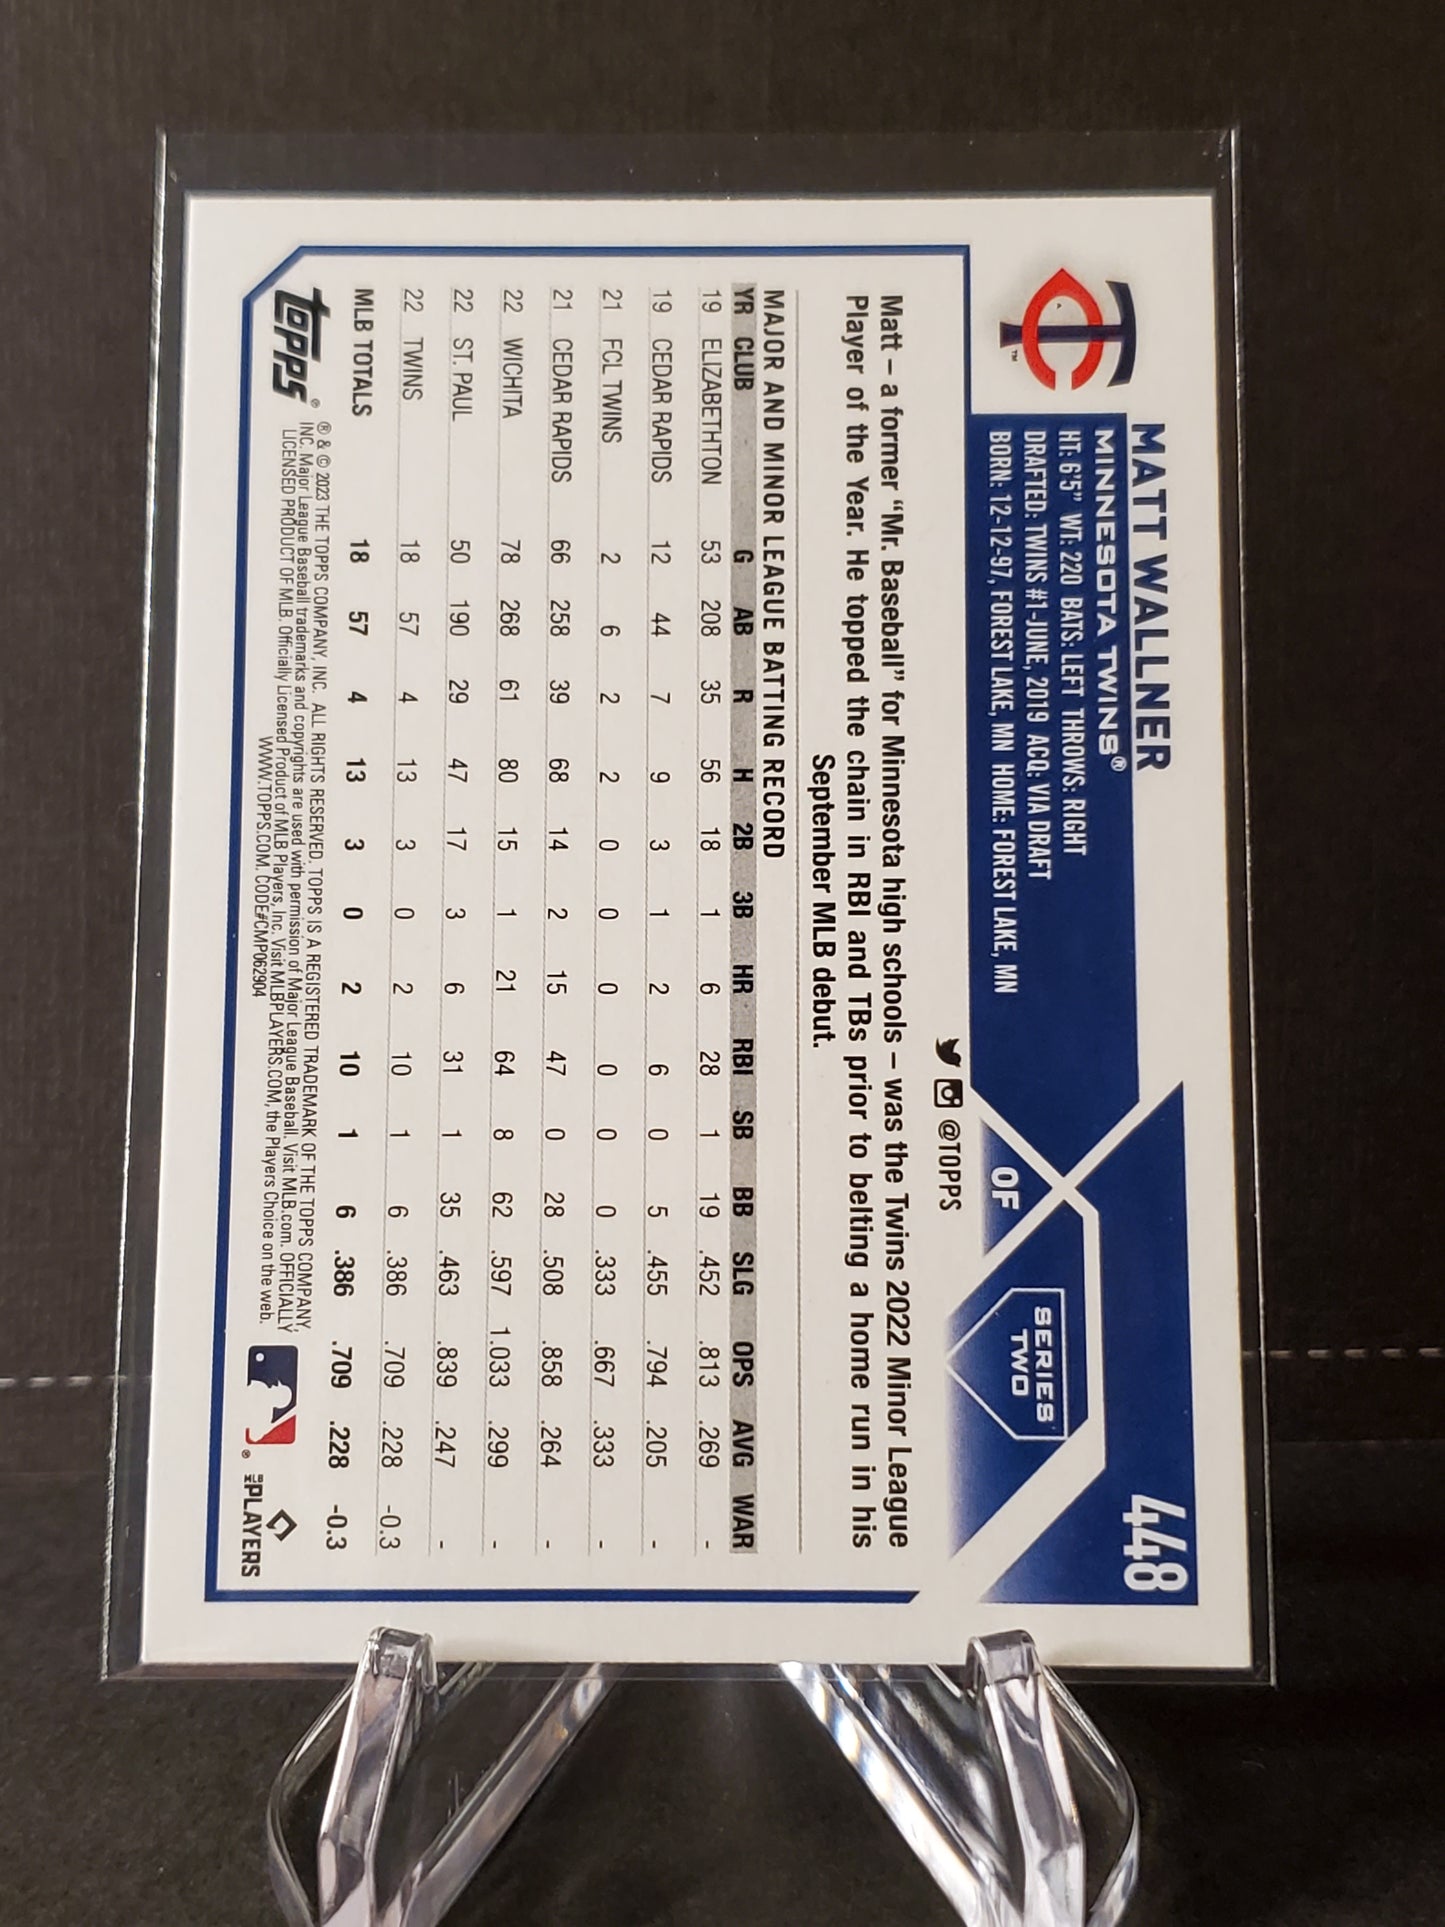 448
MATT WALLNER
MINNESOTA TWINS®
HT: 6'5" WT: 220 BATS: LEFT THROWS: RIGHT
DRAFTED: TWINS #1-JUNE, 2019 ACQ: VIA DRAFT
BORN: 12-12-97, FOREST LAKE, MN HOME: FOREST LAKE, MN
TC™
OF
SERIES
TWO
@TOPPS
Matt – a former “Mr. Baseball” for Minnesota high schools – was the Twins 2022 Minor League
Player of the Year. He topped the chain in RBI and TBs prior to belting a home run in his
September MLB debut.
MAJOR AND MINOR LEAGUE BATTING RECORD
YR CLUB G AB R H 2B 3B HR RBI SB BB SLG OPS AVG WAR
19 ELIZABETHTON 53 208 35 56 18 1 6 28 1 19 .452 .813 .269 -
19 CEDAR RAPIDS 12 44 7 9 3 1 2 6 0 5 .455 .794 .205 -
21 FCL TWINS 2 6 2 2 0 0 0 0 0 0 .333 .667 .333 -
21 CEDAR RAPIDS 66 258 39 68 14 2 15 47 0 28 .508 .858 .264 -
22 WICHITA 78 268 61 80 15 1 21 64 8 62 .597 1.033 .299 -
22 ST. PAUL 50 190 29 47 17 3 6 31 1 35 .463 .839 .247 -
22 TWINS 18 57 4 13 3 0 2 10 1 6 .386 .709 .228 -0.3
MLB TOTALS 18 57 4 13 3 0 2 10 1 6 .386 .709 .228 -0.3
topps®
® & © 2023 THE TOPPS COMPANY, INC. ALL RIGHTS RESERVED. TOPPS IS A REGISTERED TRADEMARK OF THE TOPPS COMPANY,
INC. Major League Baseball trademarks and copyrights are used with permission of Major League Baseball. Visit MLB.com. OFFICIALLY
LICENSED PRODUCT OF MLB. Officially Licensed Product of MLB Players, Inc. Visit MLBPLAYERS.COM, the Players Choice on the web.
WWW.TOPPS.COM. CODE#CMP062904
®
MLB PLAYERS